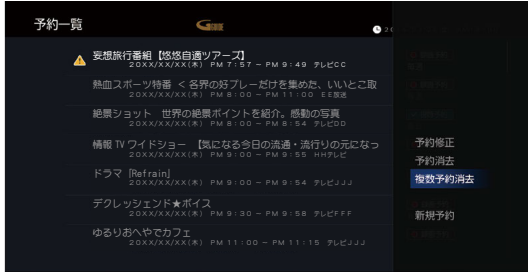 予約一覧
GUIDE
妄想旅行番組【悠悠自適ツアーズ】
20XX/XX/XX(木) PM 7:57 － PM 9:49 テレビCC
熱血スポーツ特番 ＜各界の好プレーだけを集めた、いいとこ取
20XX/XX/XX(木) PM 8:00 － PM 11:00 EE放送
絶景ショット 世界の絶景ポイントを紹介。感動の写真
20XX/XX/XX(木) PM 8:00 － PM 8:54 テレビDD
情報 TV ワイドショー 【気になる今日の流通・流行りの元になっ
20XX/XX/XX(木) PM 9:00 － PM 9:55 HHテレビ
ドラマ「Refrain」
20XX/XX/XX(木) PM 9:00 － PM 9:54 テレビJJJ
デクレッシェンド★ボイス
20XX/XX/XX(木) PM 9:30 － PM 9:58 テレビFFF
ゆるりおへやでカフェ
20XX/XX/XX(木) PM 11:00 － PM 11:15 テレビJJJ
予約修正
予約消去
複数予約消去
新規予約